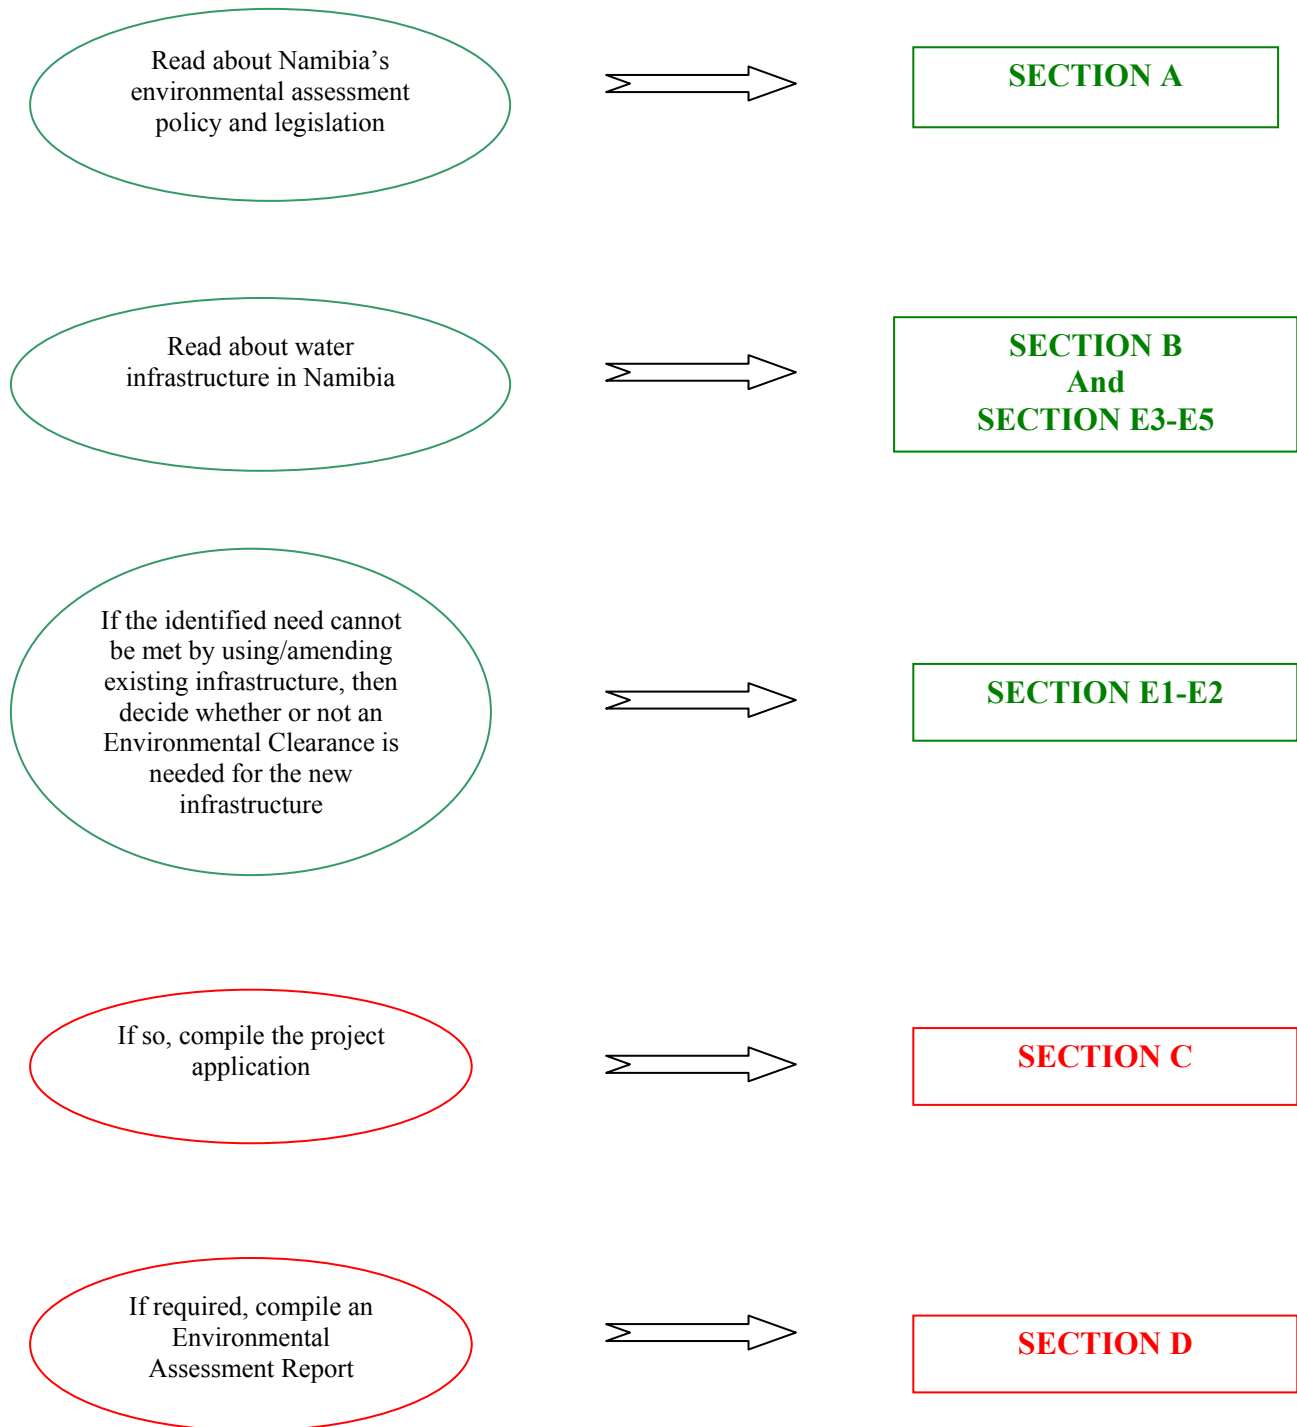 Read about Namibia’s
environmental assessment
policy and legislation
SECTION A
Read about water
infrastructure in Namibia
SECTION B
And
SECTION E3-E5
If the identified need cannot
be met by using/amending
existing infrastructure, then
decide whether or not an
Environmental Clearance is
needed for the new
infrastructure
SECTION E1-E2
If so, compile the project
application
SECTION C
If required, compile an
Environmental
Assessment Report
SECTION D